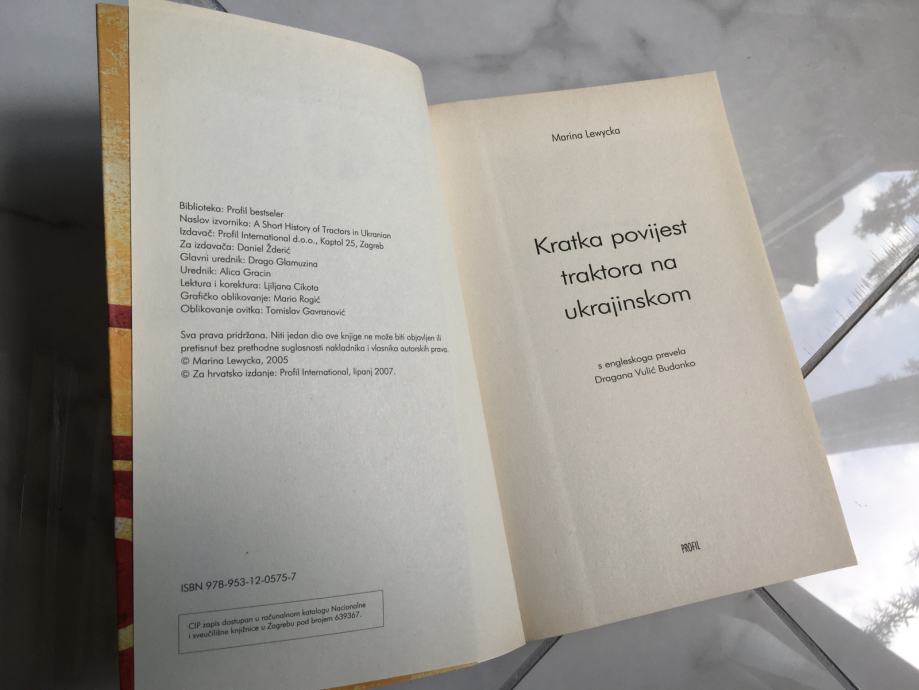 Biblioteka: Profil bestseler
Naslov izvornika: A Short History of Tractors in Ukranian
Izdavač: Profil International d.o.o., Kaptol 25, Zagreb
Za izdavača: Daniel Žderić
Glavni urednik: Drago Glamuzina
Urednik: Alica Gracin
Lektura i korektura: Ljiljana Cikota
Grafičko oblikovanje: Mario Rogić
Oblikovanje ovitka: Tomislav Gavranović
Sva prava pridržana. Niti jedan dio ove knjige ne može biti objavljen ili
pretisnut bez prethodne suglasnosti nakladnika i vlasnika autorskih prava.
© Marina Lewycka, 2005
© Za hrvatsko izdanje: Profil International, lipanj 2007.
ISBN 978-953-12-0575-7
CIP zapis dostupan u računalnom katalogu Nacionalne
i sveučilišne knjižnice u Zagrebu pod brojem 639367.
Marina Lewycka
Kratka povijest
traktora na
ukrajinskom
s engleskoga prevela
Dragana Vulić Budanko
PROFIL